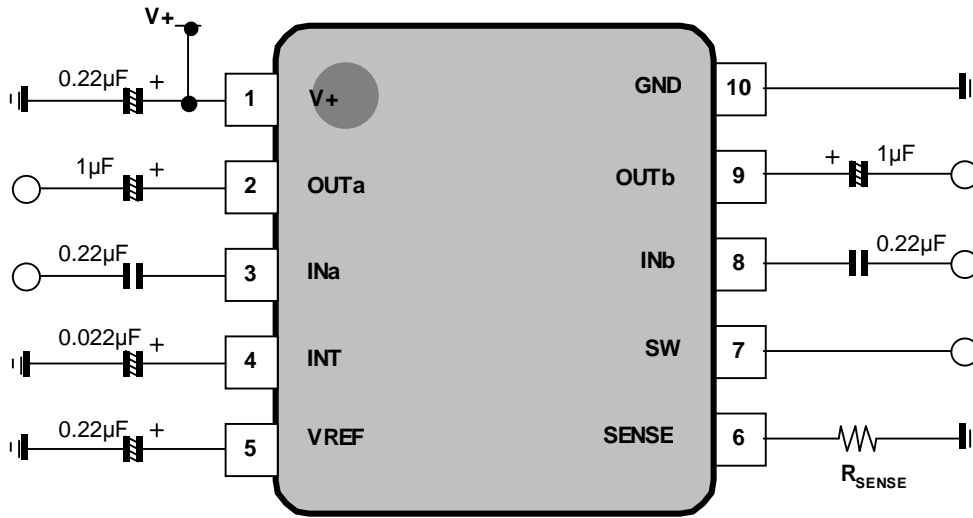 V+
0.22µF +
1 V+
GND 10
1µF +
2 OUTa
OUTb 9
+ 1µF
0.22µF
3 INa
INb 8
0.22µF
0.022µF +
4 INT
SW 7
0.22µF +
5 VREF
SENSE 6
RSENSE